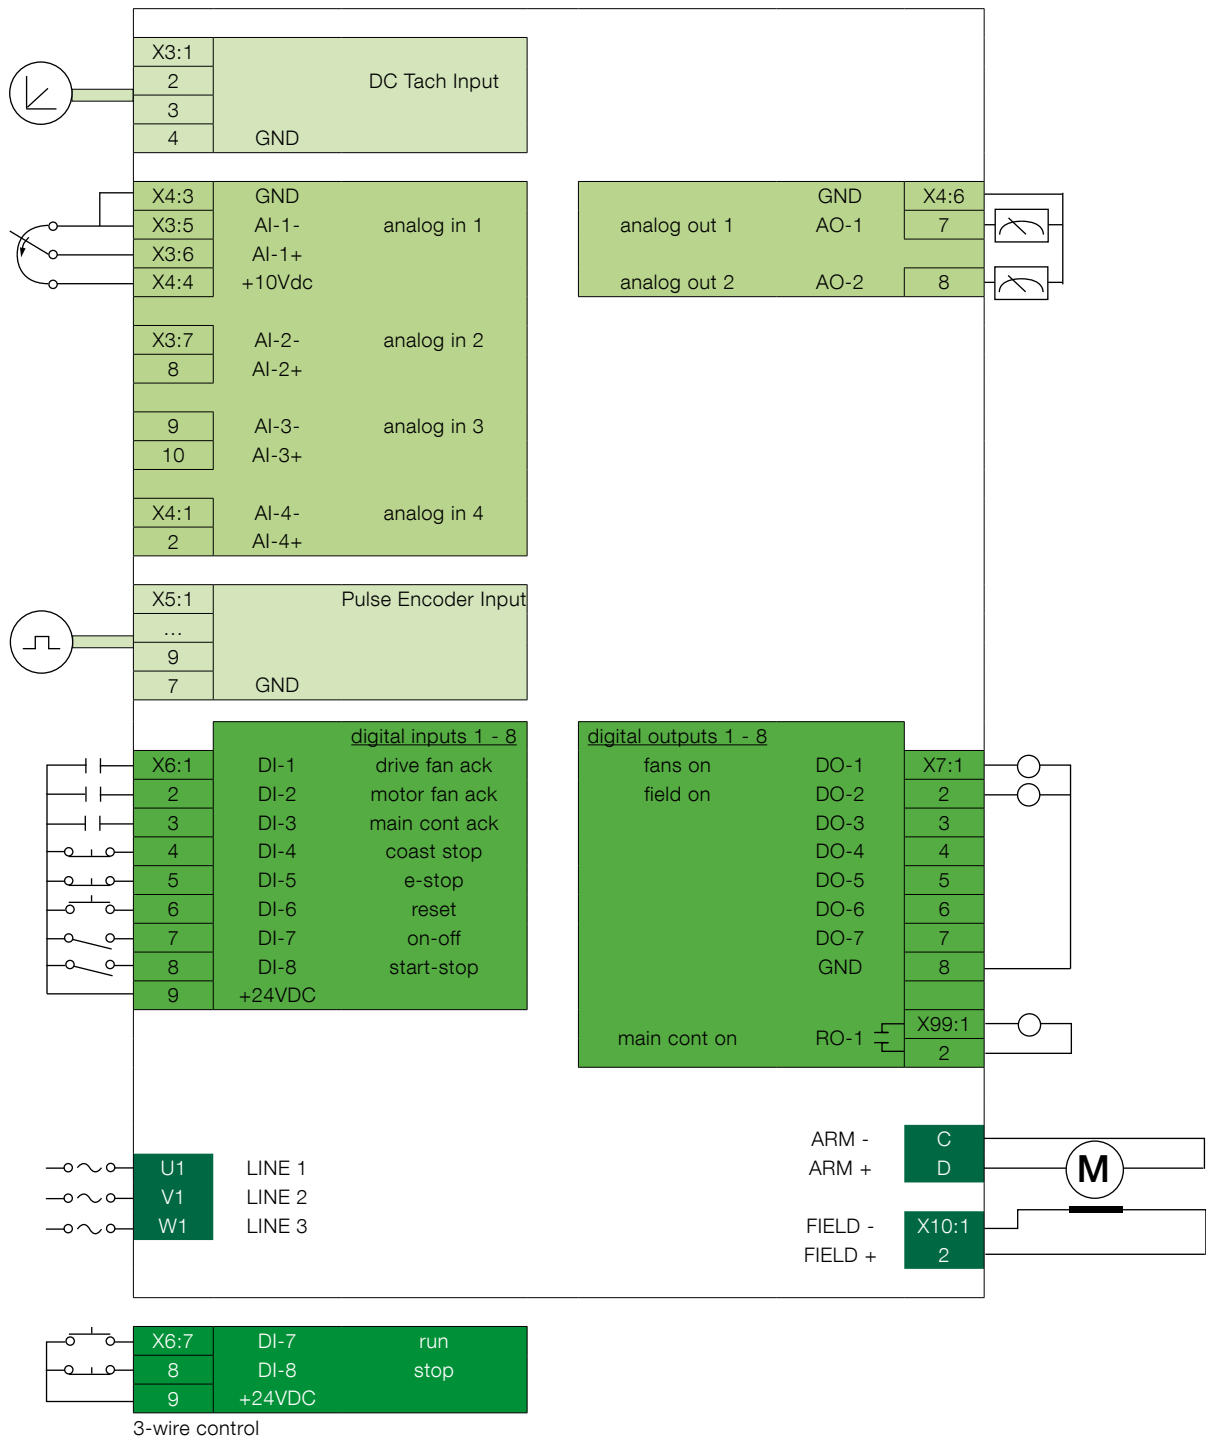 X3:1
2 DC Tach Input
3
4 GND
X4:3 GND
X3:5 AI-1- analog in 1
X3:6 AI-1+
X4:4 +10Vdc
X3:7 AI-2- analog in 2
8 AI-2+
9 AI-3- analog in 3
10 AI-3+
X4:1 AI-4- analog in 4
2 AI-4+
GND X4:6
analog out 1 AO-1 7
analog out 2 AO-2 8
X5:1 Pulse Encoder Input
...
9
7 GND
digital inputs 1 - 8
X6:1 DI-1 drive fan ack
2 DI-2 motor fan ack
3 DI-3 main cont ack
4 DI-4 coast stop
5 DI-5 e-stop
6 DI-6 reset
7 DI-7 on-off
8 DI-8 start-stop
9 +24VDC
digital outputs 1 - 8
fans on DO-1 X7:1
field on DO-2 2
DO-3 3
DO-4 4
DO-5 5
DO-6 6
DO-7 7
GND 8
X99:1
main cont on RO-1
2
U1 LINE 1
V1 LINE 2
W1 LINE 3
ARM - C
ARM + D
M
FIELD - X10:1
FIELD + 2
X6:7 DI-7 run
8 DI-8 stop
9 +24VDC
3-wire control